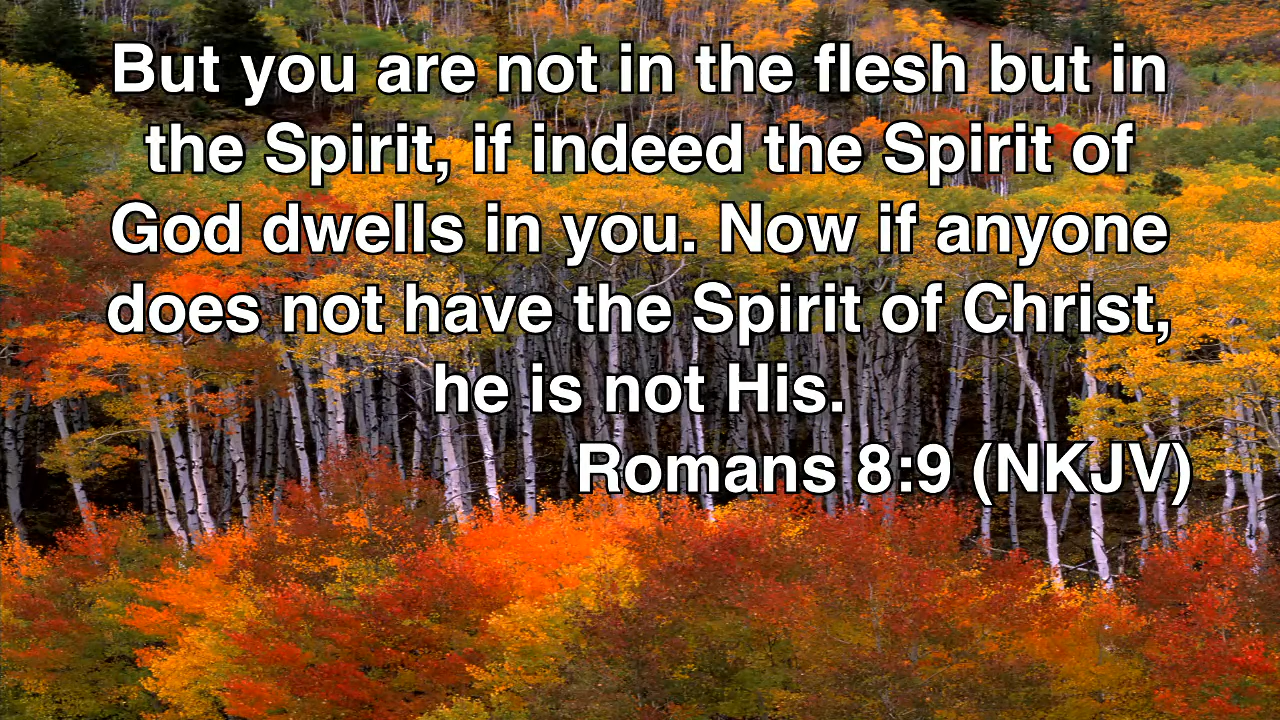 But you are not in the flesh but in
the Spirit, if indeed the Spirit of
God dwells in you. Now if anyone
does not have the Spirit of Christ,
he is not His.
Romans 8:9 (NKJV)